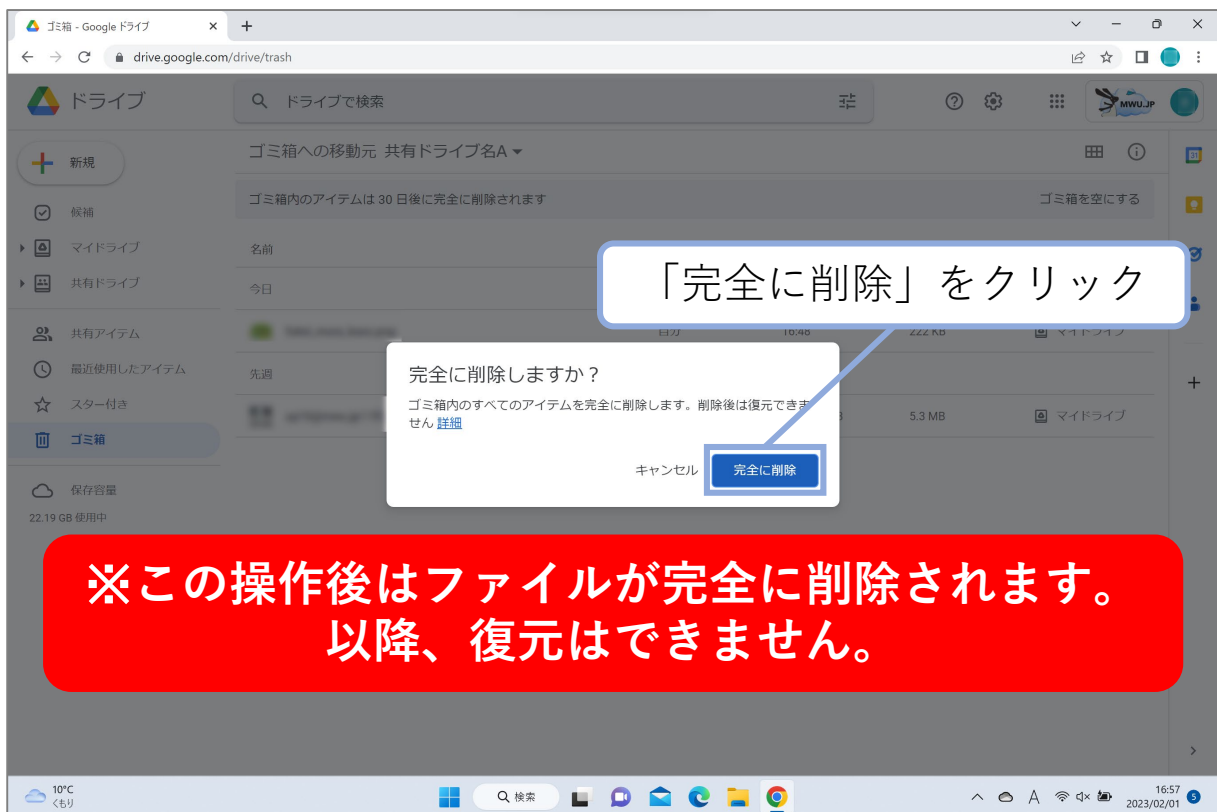 ゴミ箱 - Google ドライブ
drive.google.com/drive/trash
ドライブ
ドライブで検索
MWU.JP
新規
ゴミ箱への移動元 共有ドライブ名A
31
ゴミ箱内のアイテムは 30 日後に完全に削除されます
ゴミ箱を空にする
候補
マイドライブ
名前
「完全に削除」をクリック
共有ドライブ
今日
共有アイテム
自分 16:48 222 KB マイドライブ
最近使用したアイテム
先週
完全に削除しますか？
スター付き
ゴミ箱内のすべてのアイテムを完全に削除します。削除後は復元できま
せん 詳細
5.3 MB マイドライブ
ゴミ箱
キャンセル 完全に削除
保存容量
22.19 GB 使用中
※この操作後はファイルが完全に削除されます。
以降、復元はできません。
10°C
くもり
検索
A
16:57
2023/02/01
5